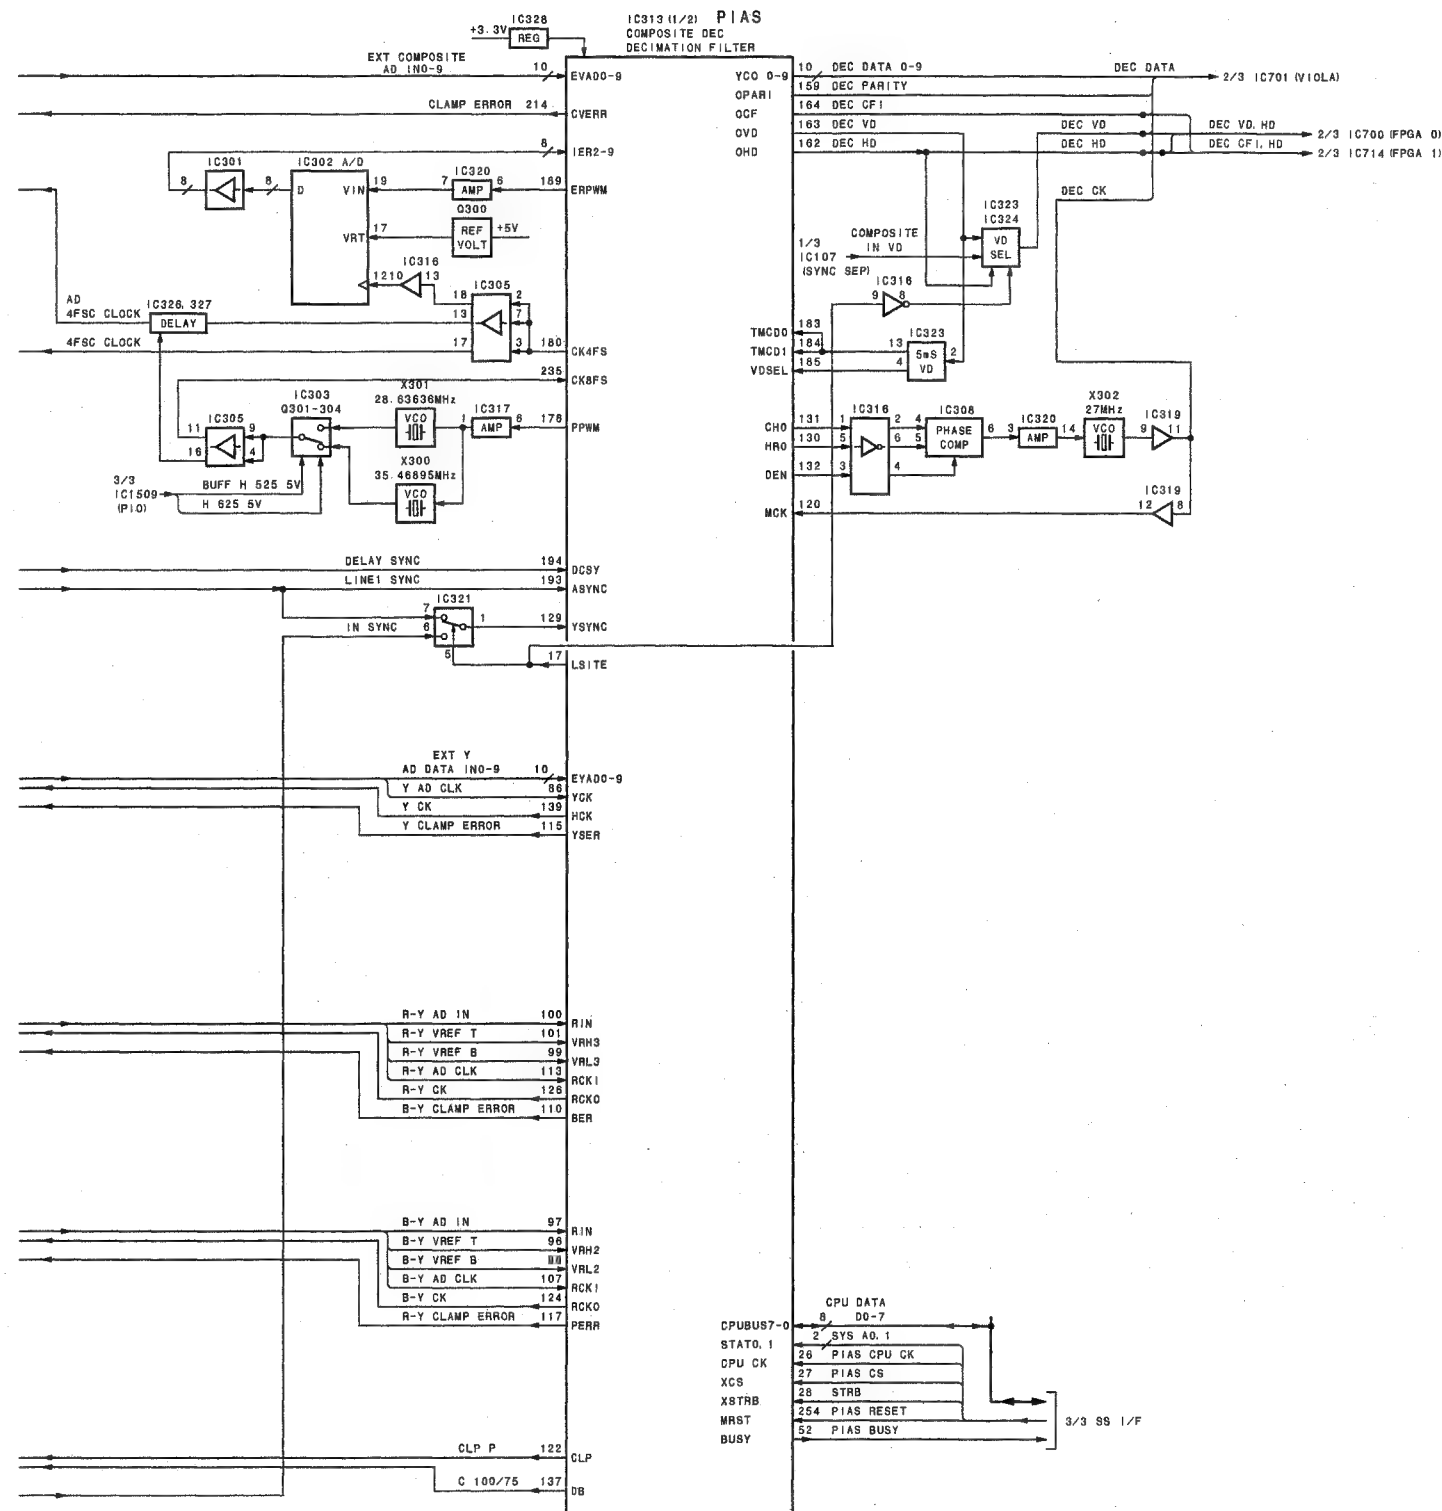 IC328
+3.3V
REG
IC313 (1/2) PIAS
COMPOSITE DEC
DECIMATION FILTER
EXT COMPOSITE
AD IN0-9
10
EVAD0-9
CLAMP ERROR 214
CVERR
8
IER2-9
IC301
8
IC302 A/D
8
D
VIN
19
IC320
7
AMP
6
189
ERPWM
Q300
REF
VOLT
+5V
VRT
17
IC316
1210
13
IC305
18
2
13
7
17
3
180
CK4FS
AD
4FSC CLOCK
IC326, 327
DELAY
4FSC CLOCK
235
CK8FS
X301
28.63636MHz
VCO
IC303
Q301-304
1
IC317
AMP
6
176
PPWM
IC305
11
9
16
4
X300
35.46895MHz
VCO
3/3
IC1509
(PIO)
BUFF H 525 5V
H 625 5V
DELAY SYNC
194
DCSY
LINE1 SYNC
193
ASYNC
IC321
7
IN SYNC
6
1
129
YSYNC
5
17
LSITE
EXT Y
AD DATA IN0-9
10
EYAD0-9
Y AD CLK
86
YCK
Y CK
139
HCK
Y CLAMP ERROR
115
YSER
R-Y AD IN
100
RIN
R-Y VREF T
101
VRH3
R-Y VREF B
99
VRL3
R-Y AD CLK
113
RCKI
R-Y CK
126
RCKO
B-Y CLAMP ERROR
110
BER
B-Y AD IN
97
RIN
B-Y VREF T
96
VRH2
B-Y VREF B
VRL2
B-Y AD CLK
107
RCKI
B-Y CK
124
RCKO
R-Y CLAMP ERROR
117
PERR
CLP P
122
CLP
C 100/75
137
DB
YCO 0-9
10 DEC DATA 0-9
DEC DATA
2/3 IC701 (VIOLA)
OPARI
159 DEC PARITY
OCF
164 DEC CFI
OVD
163 DEC VD
DEC VD
DEC VD, HD
2/3 IC700 (FPGA 0)
OHD
162 DEC HD
DEC HD
DEC CFI, HD
2/3 IC714 (FPGA 1)
DEC CK
IC323
IC324
VD
SEL
1/3
IC107
(SYNC SEP)
COMPOSITE
IN VD
IC316
9
8
TMCD0
183
TMCD1
184
VDSEL
185
IC323
13
4
5mS
VD
2
CHO
131
HRO
130
DEN
132
IC316
1
5
3
2
6
4
IC308
4
5
PHASE
COMP
6
IC320
3
AMP
14
X302
27MHz
VCO
9
IC319
11
IC319
12
8
MCK
120
CPU DATA
D0-7
CPUBUS7-0
8
STAT0, 1
2 SYS A0, 1
CPU CK
26 PIAS CPU CK
XCS
27 PIAS CS
XSTRB
28 STRB
MRST
254 PIAS RESET
BUSY
52 PIAS BUSY
3/3 SS I/F